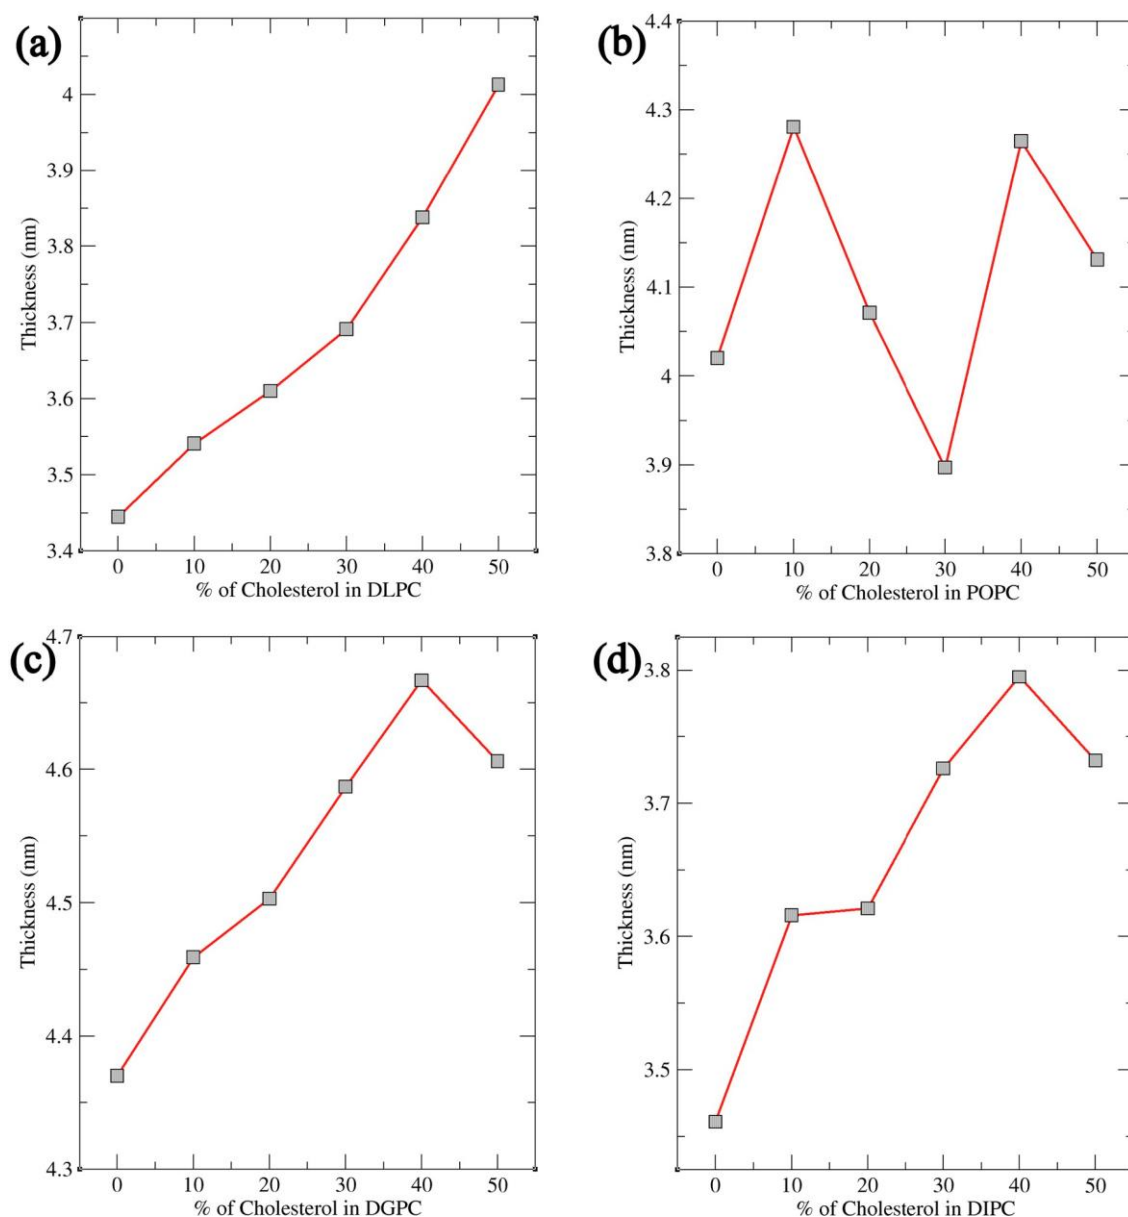 (a)
Thickness (nm)
4
3.9
3.8
3.7
3.6
3.5
3.4
0 10 20 30 40 50
% of Cholesterol in DLPC
(b)
Thickness (nm)
4.4
4.3
4.2
4.1
4
3.9
3.8
0 10 20 30 40 50
% of Cholesterol in POPC
(c)
Thickness (nm)
4.7
4.6
4.5
4.4
4.3
0 10 20 30 40 50
% of Cholesterol in DGPC
(d)
Thickness (nm)
3.8
3.7
3.6
3.5
0 10 20 30 40 50
% of Cholesterol in DIPC